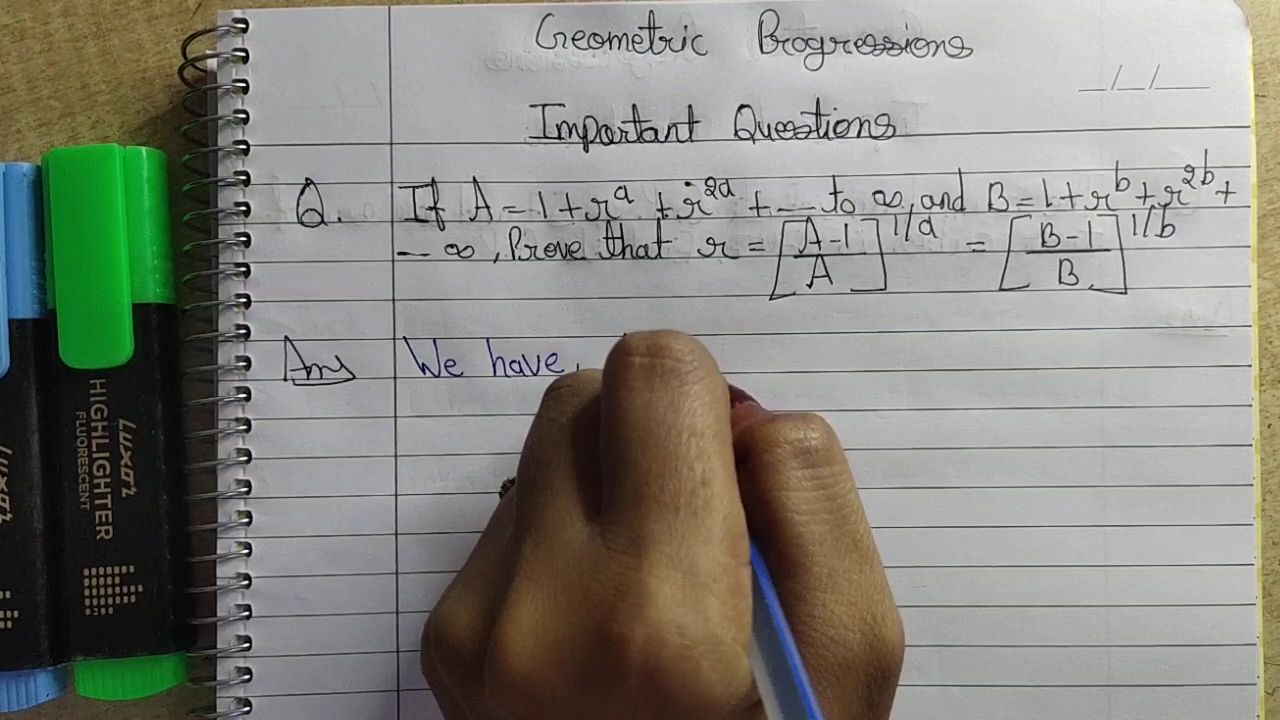 Geometric Progressions
_/_/_
Important Questions
Q. If A = 1 + r^a + r^2a + --- to ∞, and B = 1 + r^b + r^2b +
--- ∞, Prove that r = [A-1/A]^1/a = [B-1/B]^1/b
Ans We have,
LUXOR
HIGHLIGHTER
FLUORESCENT